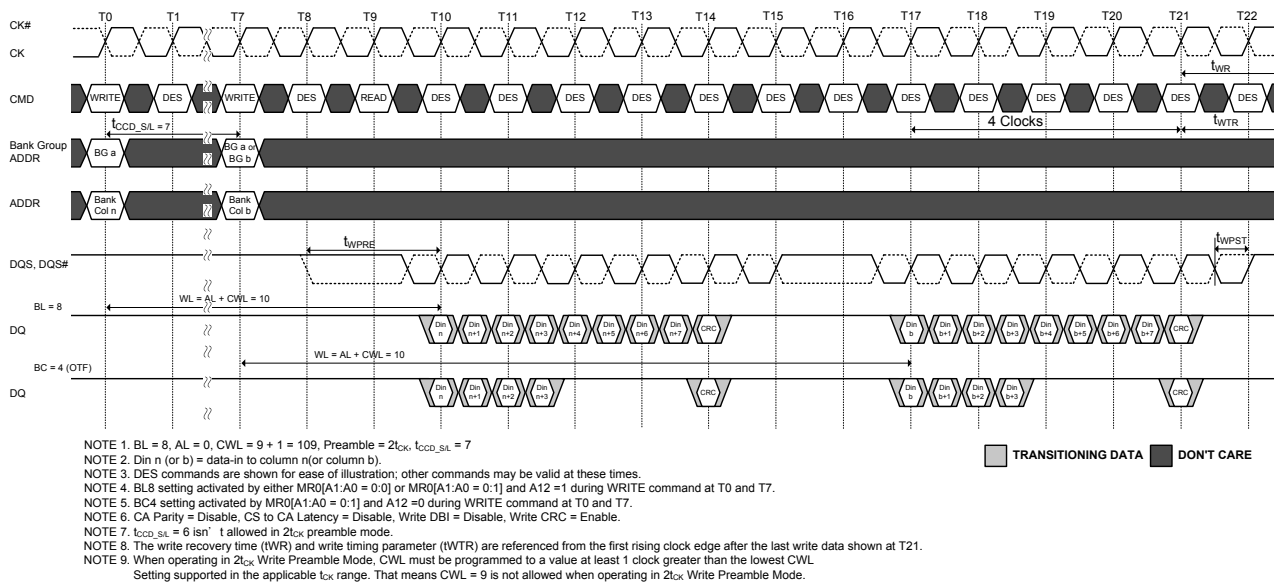 T0 T1 T7 T8 T9 T10 T11 T12 T13 T14 T15 T16 T17 T18 T19 T20 T21 T22
CK#
CK
tWR
CMD WRITE DES WRITE DES READ DES DES DES DES DES DES DES DES DES DES DES DES DES
tCCD_S/L = 7
4 Clocks
tWTR
Bank Group
ADDR
BG a
BG a or
BG b
ADDR
Bank
Col n
Bank
Col b
tWPRE
tWPST
DQS, DQS#
WL = AL + CWL = 10
BL = 8
DQ
Din n Din n+1 Din n+2 Din n+3 Din n+4 Din n+5 Din n+6 Din n+7 CRC Din b Din b+1 Din b+2 Din b+3 Din b+4 Din b+5 Din b+6 Din b+7 CRC
WL = AL + CWL = 10
BC = 4 (OTF)
DQ
Din n Din n+1 Din n+2 Din n+3 CRC Din b Din b+1 Din b+2 Din b+3 CRC
NOTE 1. BL = 8, AL = 0, CWL = 9 + 1 = 109, Preamble = 2tCK, tCCD_S/L = 7
NOTE 2. Din n (or b) = data-in to column n(or column b).
NOTE 3. DES commands are shown for ease of illustration; other commands may be valid at these times.
NOTE 4. BL8 setting activated by either MR0[A1:A0 = 0:0] or MR0[A1:A0 = 0:1] and A12 =1 during WRITE command at T0 and T7.
NOTE 5. BC4 setting activated by MR0[A1:A0 = 0:1] and A12 =0 during WRITE command at T0 and T7.
NOTE 6. CA Parity = Disable, CS to CA Latency = Disable, Write DBI = Disable, Write CRC = Enable.
NOTE 7. tCCD_S/L = 6 isn' t allowed in 2tCK preamble mode.
NOTE 8. The write recovery time (tWR) and write timing parameter (tWTR) are referenced from the first rising clock edge after the last write data shown at T21.
NOTE 9. When operating in 2tCK Write Preamble Mode, CWL must be programmed to a value at least 1 clock greater than the lowest CWL
Setting supported in the applicable tCK range. That means CWL = 9 is not allowed when operating in 2tCK Write Preamble Mode.
TRANSITIONING DATA
DON'T CARE